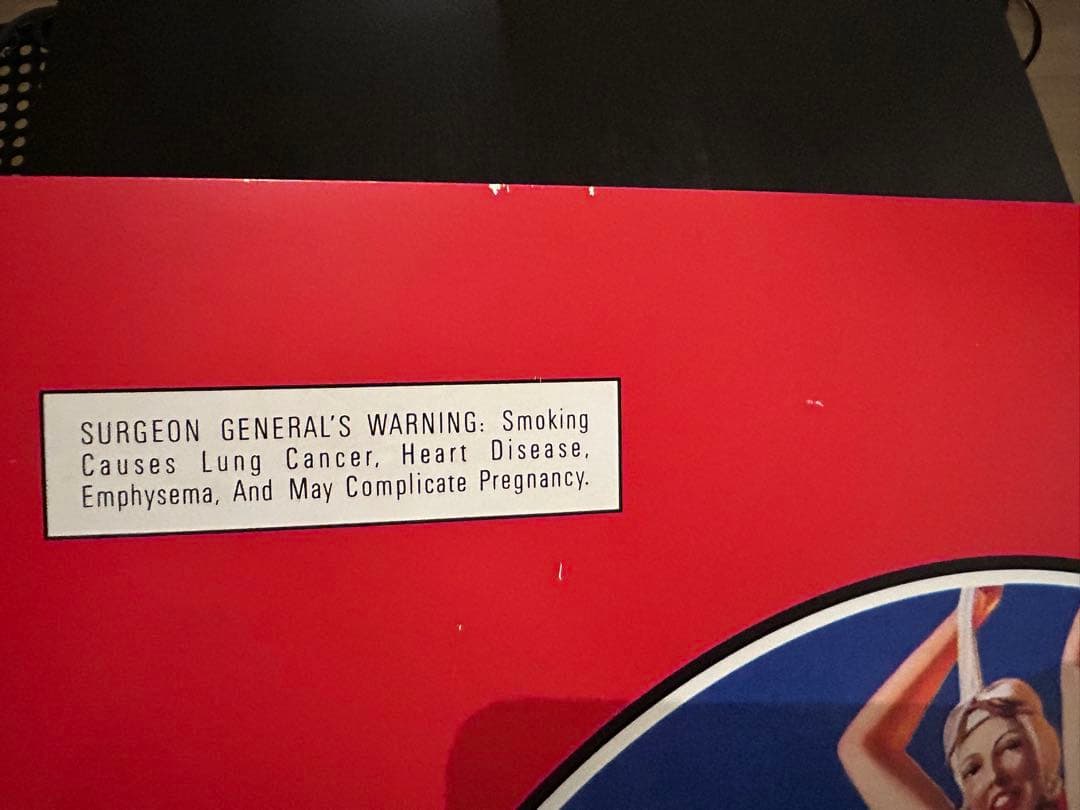 SURGEON GENERAL'S WARNING: Smoking
Causes Lung Cancer, Heart Disease,
Emphysema, And May Complicate Pregnancy.